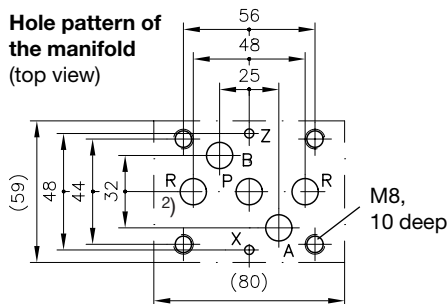 Hole pattern of
the manifold
(top view)
56
48
25
Z
B
R P R
2)
A
X
(59)
48
44
32
M8,
10 deep
(80)